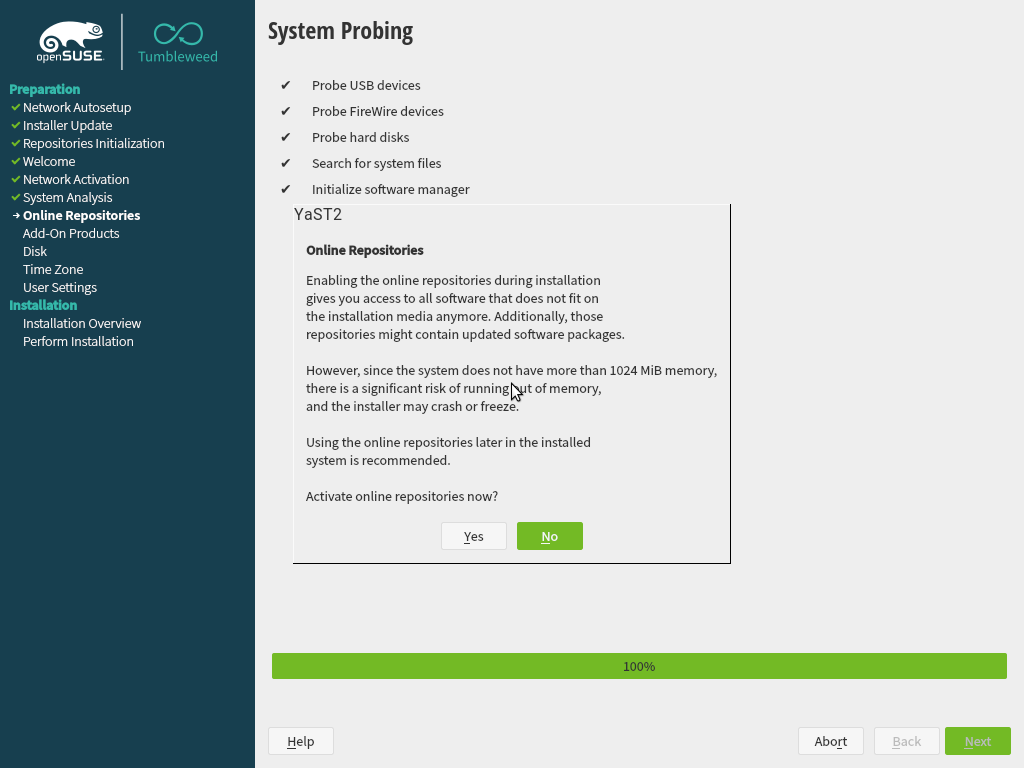 openSUSE
Tumbleweed
Preparation
Network Autosetup
Installer Update
Repositories Initialization
Welcome
Network Activation
System Analysis
Online Repositories
Add-On Products
Disk
Time Zone
User Settings
Installation
Installation Overview
Perform Installation
System Probing
✔ Probe USB devices
✔ Probe FireWire devices
✔ Probe hard disks
✔ Search for system files
✔ Initialize software manager
YaST2
Online Repositories
Enabling the online repositories during installation
gives you access to all software that does not fit on
the installation media anymore. Additionally, those
repositories might contain updated software packages.
However, since the system does not have more than 1024 MiB memory,
there is a significant risk of running out of memory,
and the installer may crash or freeze.
Using the online repositories later in the installed
system is recommended.
Activate online repositories now?
Yes No
100%
Help Abort Back Next